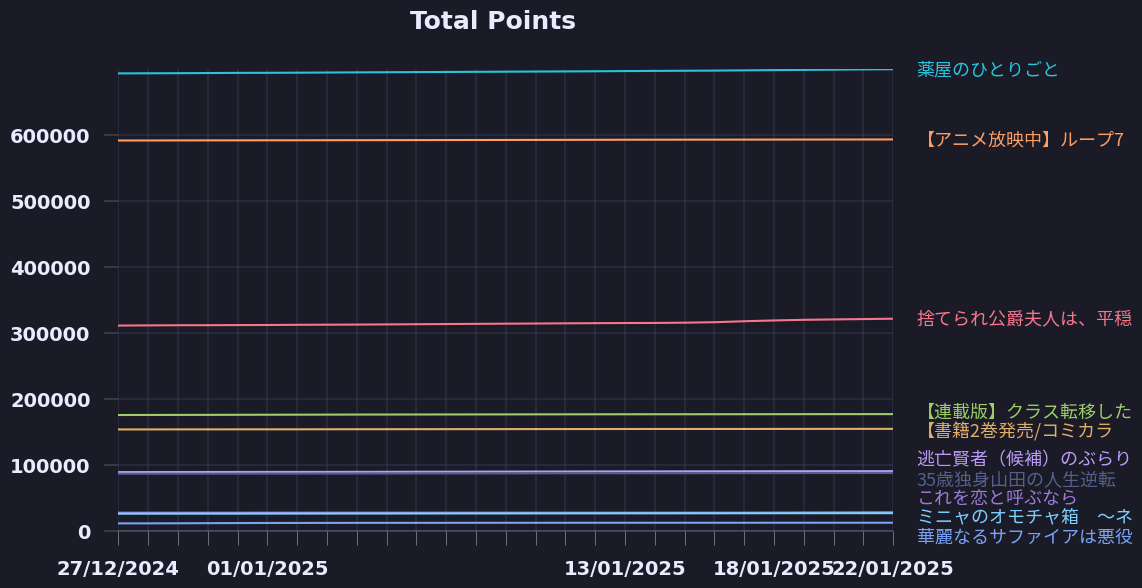 Total Points
薬屋のひとりごと
600000
【アニメ放映中】ループ7
500000
400000
300000
捨てられ公爵夫人は、平穏
200000
【連載版】クラス転移した
【書籍2巻発売/コミカラ
100000
逃亡賢者（候補）のぶらり
35歳独身山田の人生逆転
これを恋と呼ぶなら
ミニャのオモチャ箱　～ネ
0
華麗なるサファイアは悪役
27/12/2024 01/01/2025 13/01/2025 18/01/2025 22/01/2025